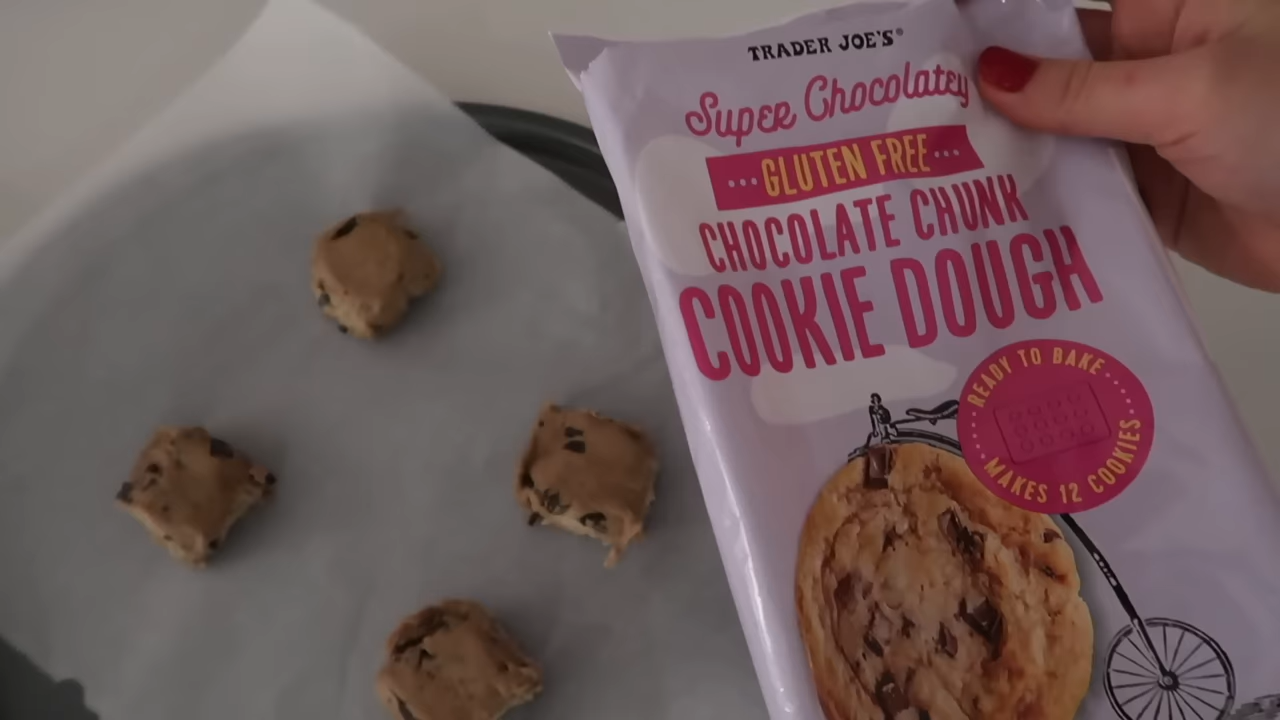 TRADER JOE'S®
Super Chocolatey
GLUTEN FREE
CHOCOLATE CHUNK
COOKIE DOUGH
READY TO BAKE
MAKES 12 COOKIES